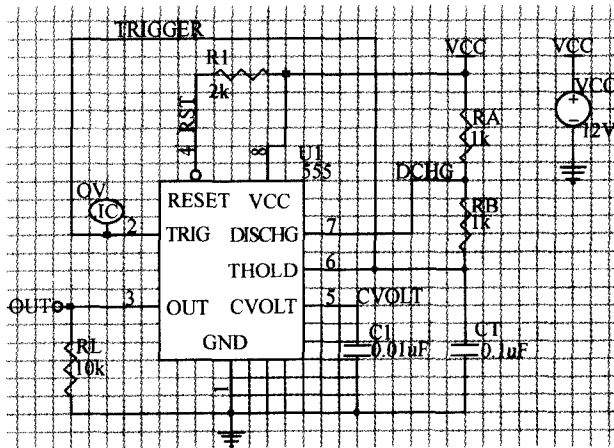 TRIGGER
R1
2k
VCC
VCC
VCC
12V
RST
4
8
U1
555
RA
1k
DCHG
RB
1k
0V
IC
2
RESET
VCC
TRIG
DISCHG
7
THOLD
6
OUT
3
OUT
CVOLT
5
CVOLT
GND
1
RL
10k
C1
0.01uF
CT
0.1uF
+
−